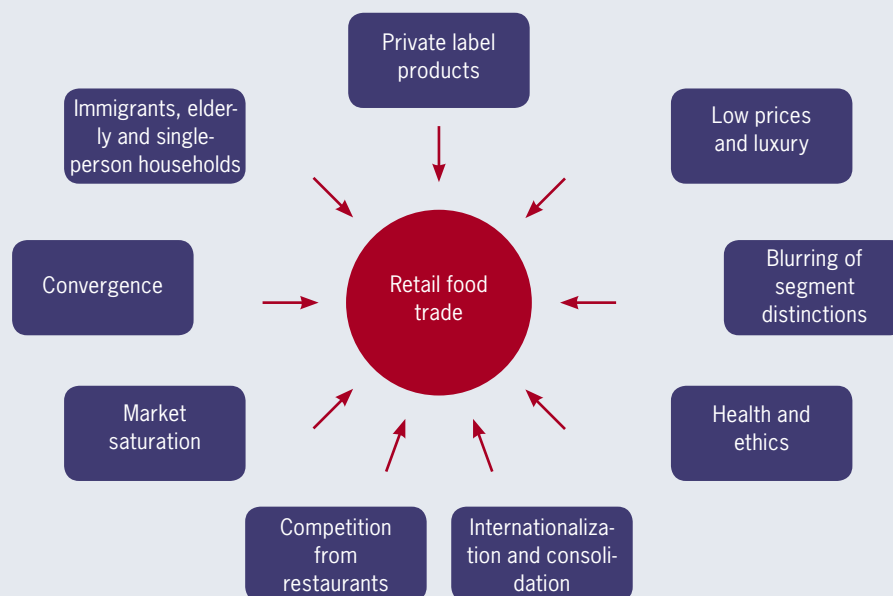 Private label
products
Immigrants, elder-
ly and single-
person households
Low prices
and luxury
Convergence
Retail food
trade
Blurring of
segment
distinctions
Market
saturation
Health and
ethics
Competition
from
restaurants
Internationaliza-
tion and consoli-
dation